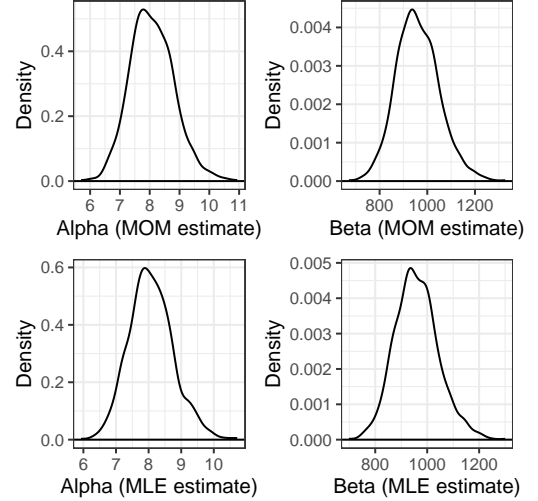 Density
0.4
0.2
0.0
6 7 8 9 10 11
Alpha (MOM estimate)
Density
0.004
0.003
0.002
0.001
0.000
800 1000 1200
Beta (MOM estimate)
Density
0.6
0.4
0.2
0.0
6 7 8 9 10
Alpha (MLE estimate)
Density
0.005
0.004
0.003
0.002
0.001
0.000
800 1000 1200
Beta (MLE estimate)